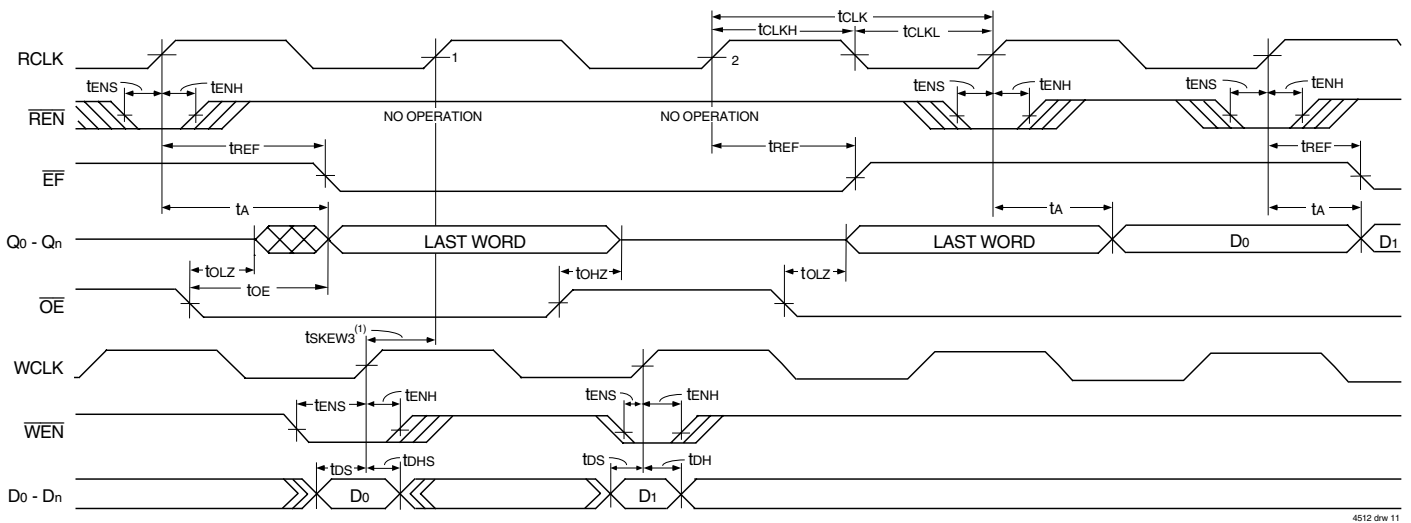 tCLK
tCLKH tCLKL
RCLK 1 2
tENS tENH tENS tENH tENS tENH
REN NO OPERATION NO OPERATION
tREF tREF tREF
EF
tA tA tA
Q0 - Qn LAST WORD LAST WORD D0 D1
tOLZ tOHZ tOLZ
tOE
OE
tSKEW3(1)
WCLK
tENS tENH tENS tENH
WEN
tDS tDHS tDS tDH
D0 - Dn D0 D1
4512 drw 11